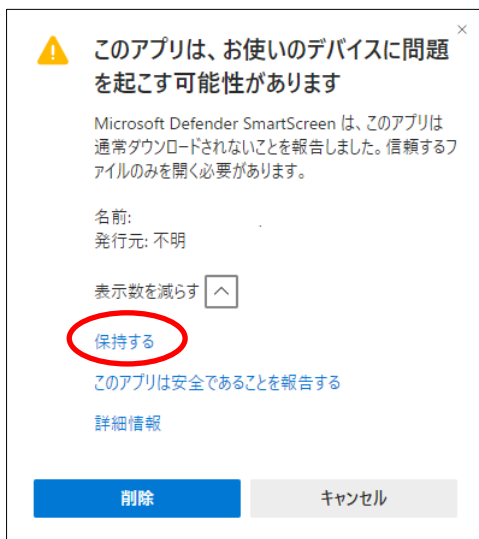 このアプリは、お使いのデバイスに問題
を起こす可能性があります
Microsoft Defender SmartScreen は、このアプリは
通常ダウンロードされないことを報告しました。信頼するフ
ァイルのみを開く必要があります。
名前:
発行元: 不明
表示数を減らす
保持する
このアプリは安全であることを報告する
詳細情報
削除
キャンセル